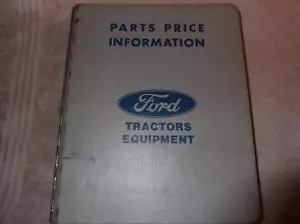 PARTS PRICE
INFORMATION
Ford
TRACTORS
EQUIPMENT